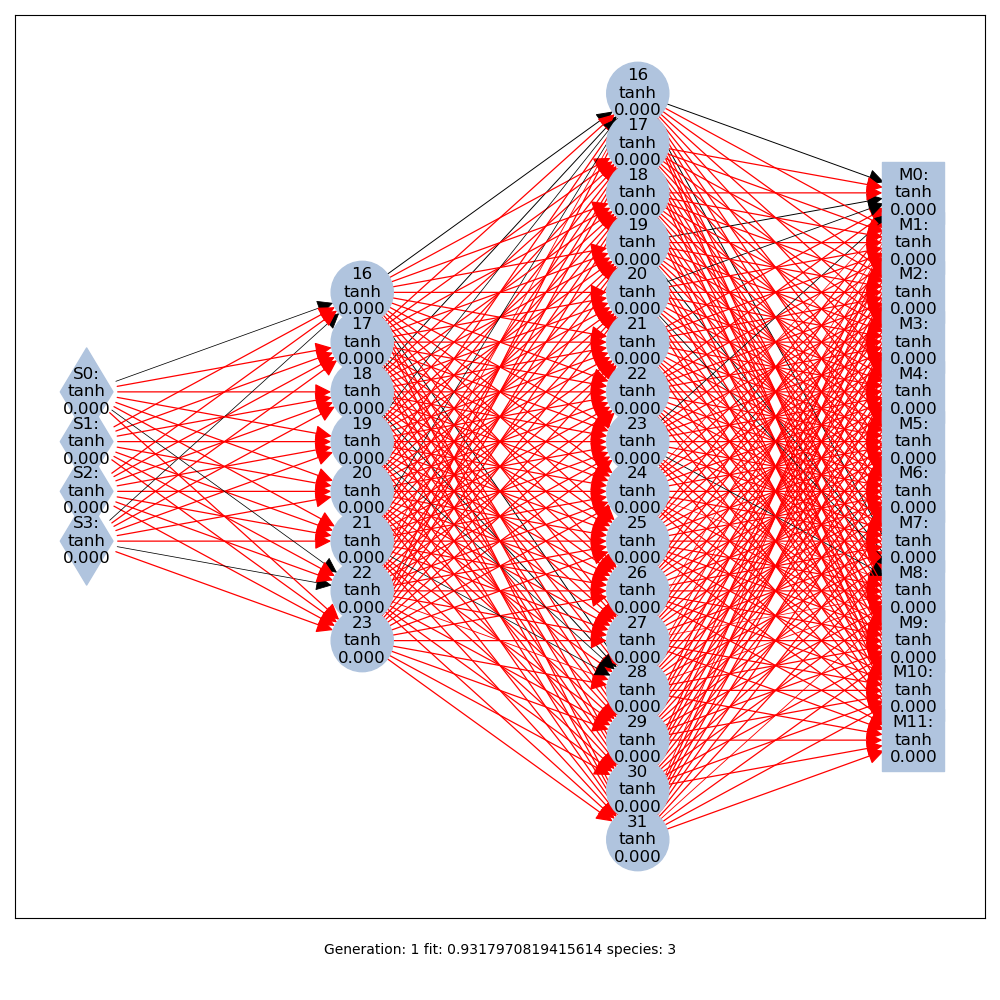 S0:
tanh
0.000
S1:
tanh
0.000
S2:
tanh
0.000
S3:
tanh
0.000
16
tanh
0.000
17
tanh
0.000
18
tanh
0.000
19
tanh
0.000
20
tanh
0.000
21
tanh
0.000
22
tanh
0.000
23
tanh
0.000
16
tanh
0.000
17
tanh
0.000
18
tanh
0.000
19
tanh
0.000
20
tanh
0.000
21
tanh
0.000
22
tanh
0.000
23
tanh
0.000
24
tanh
0.000
25
tanh
0.000
26
tanh
0.000
27
tanh
0.000
28
tanh
0.000
29
tanh
0.000
30
tanh
0.000
31
tanh
0.000
M0:
tanh
0.000
M1:
tanh
0.000
M2:
tanh
0.000
M3:
tanh
0.000
M4:
tanh
0.000
M5:
tanh
0.000
M6:
tanh
0.000
M7:
tanh
0.000
M8:
tanh
0.000
M9:
tanh
0.000
M10:
tanh
0.000
M11:
tanh
0.000
Generation: 1 fit: 0.9317970819415614 species: 3